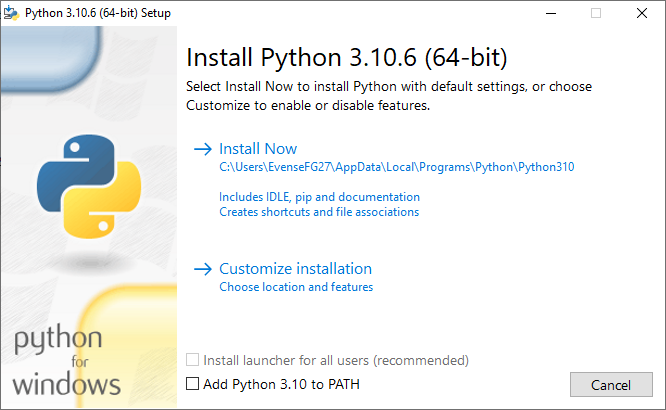 Python 3.10.6 (64-bit) Setup
Install Python 3.10.6 (64-bit)
Select Install Now to install Python with default settings, or choose
Customize to enable or disable features.
Install Now
C:\Users\EvenseFG27\AppData\Local\Programs\Python\Python310
Includes IDLE, pip and documentation
Creates shortcuts and file associations
Customize installation
Choose location and features
python
for
windows
Install launcher for all users (recommended)
Add Python 3.10 to PATH
Cancel